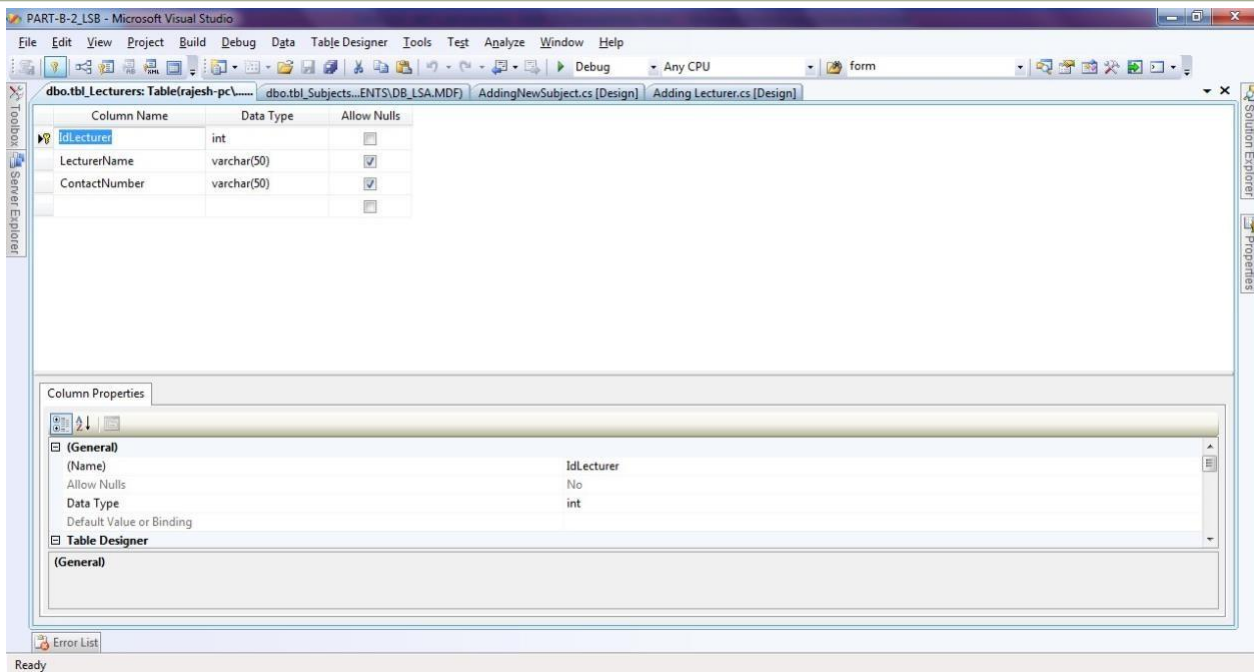 PART-B-2_LSB - Microsoft Visual Studio
File Edit View Project Build Debug Data Table Designer Tools Test Analyze Window Help
Debug Any CPU form
dbo.tbl_Lecturers: Table(rajesh-pc\...... dbo.tbl_Subjects...ENTS\DB_LSA.MDF) AddingNewSubject.cs [Design] Adding Lecturer.cs [Design]
Toolbox
Server Explorer
Column Name Data Type Allow Nulls
IdLecturer int
LecturerName varchar(50)
ContactNumber varchar(50)
Solution Explorer
Properties
Column Properties
(General)
(Name) IdLecturer
Allow Nulls No
Data Type int
Default Value or Binding
Table Designer
(General)
Error List
Ready